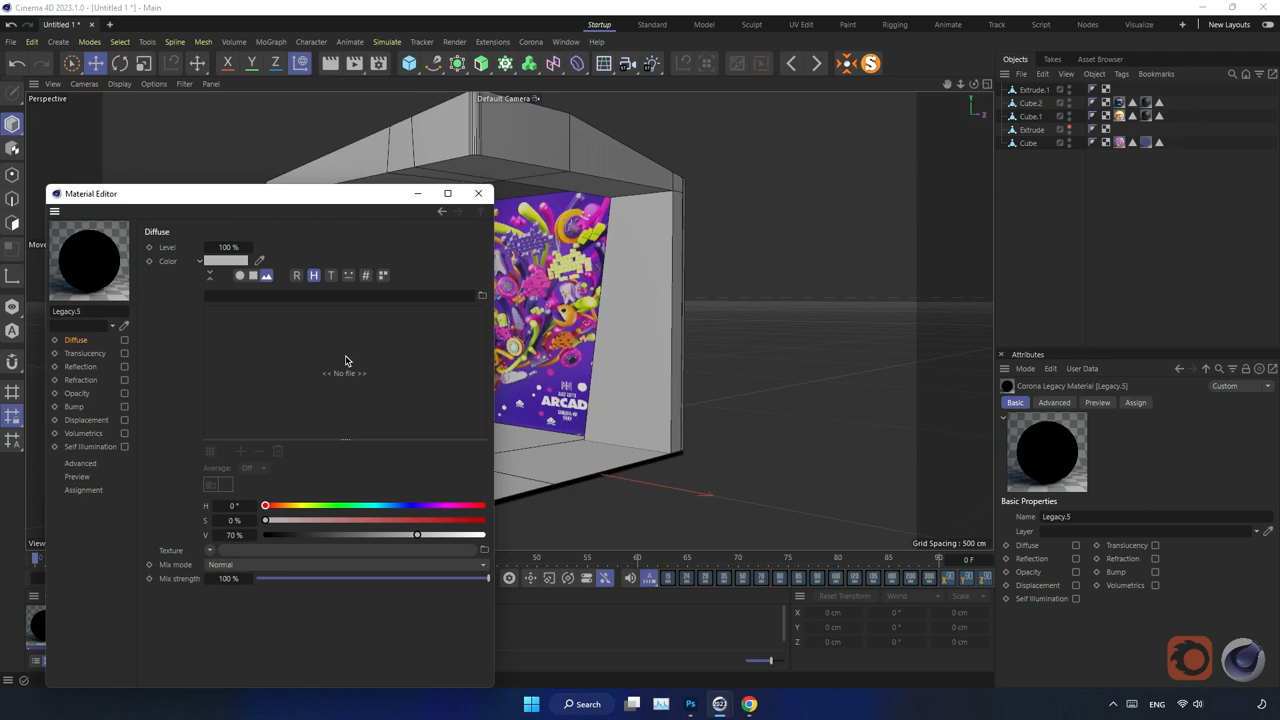 Cinema 4D 2023.1.0 - [Untitled 1 *] - Main
Untitled 1 *
Startup Standard Model Sculpt UV Edit Paint Rigging Animate Track Script Nodes Visualize New Layouts
File Edit Create Modes Select Tools Spline Mesh Volume MoGraph Character Animate Simulate Tracker Render Extensions Corona Window Help
X Y Z
Objects Takes Asset Browser
File Edit View Object Tags Bookmarks
View Cameras Display Options Filter Panel
Perspective
Default Camera
Y
X
Extrude.1
Cube.2
Cube.1
Extrude
Cube
Material Editor
Diffuse
Level 100 %
Color
R H T #
<< No file >>
Average: Off
H 0 °
S 0 %
V 70 %
Texture
Mix mode Normal
Mix strength 100 %
Legacy.5
Diffuse
Translucency
Reflection
Refraction
Opacity
Bump
Displacement
Volumetrics
Self Illumination
Advanced
Preview
Assignment
Mov
View
ARCAD
Grid Spacing : 500 cm
50 55 60 65 70 75 80 85 90 0 F
Reset Transform World Scale
X 0 cm 0 ° 0 cm
Y 0 cm 0 ° 0 cm
Z 0 cm 0 ° 0 cm
Attributes
Mode Edit User Data
Corona Legacy Material [Legacy.5] Custom
Basic Advanced Preview Assign
Basic Properties
Name Legacy.5
Layer
Diffuse Translucency
Reflection Refraction
Opacity Bump
Displacement Volumetrics
Self Illumination
Search
Ps
2023
ENG